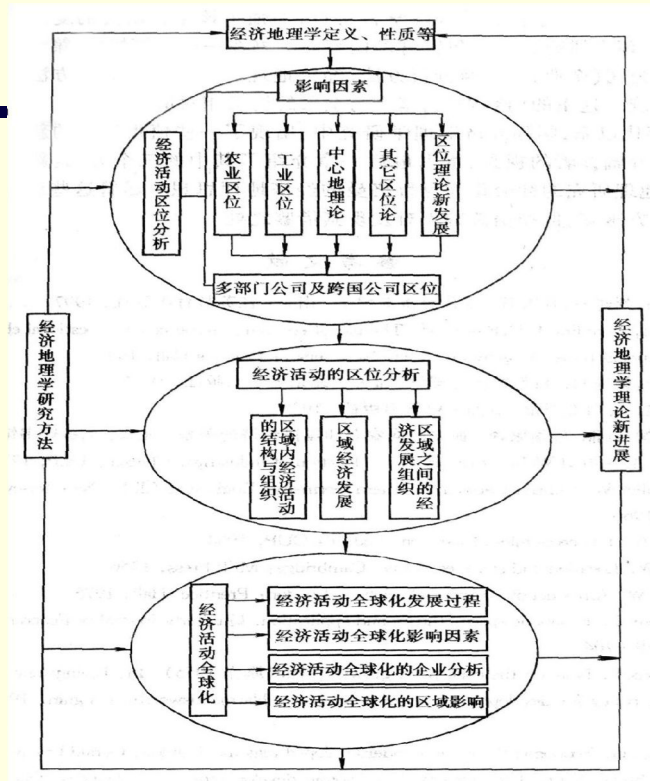 经济地理学定义、性质等
影响因素
经济活动区位分析
农业区位
工业区位
中心地理论
其它区位论
区位理论新发展
多部门公司及跨国公司区位
经济地理学研究方法
经济地理学理论新进展
经济活动的区位分析
区域内经济活动
的结构与组织
区域经济发展
区域之间的经
济发展组织
经济活动全球化
经济活动全球化发展过程
经济活动全球化影响因素
经济活动全球化的企业分析
经济活动全球化的区域影响